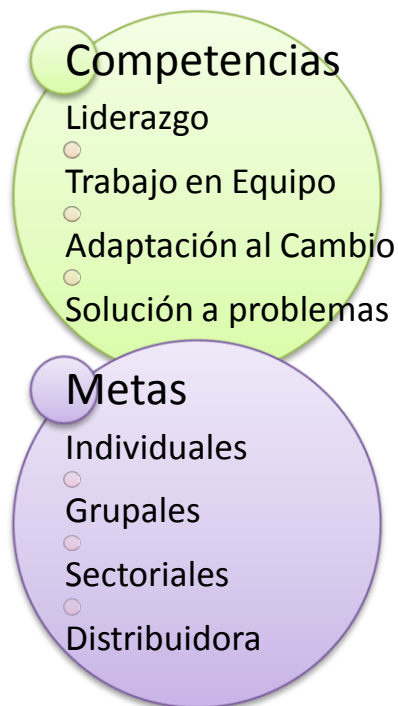 Competencias
Liderazgo
Trabajo en Equipo
Adaptación al Cambio
Solución a problemas
Metas
Individuales
Grupales
Sectoriales
Distribuidora